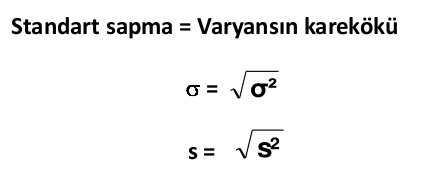 Standart sapma = Varyansın karekökü
σ = √σ²
s = √s²